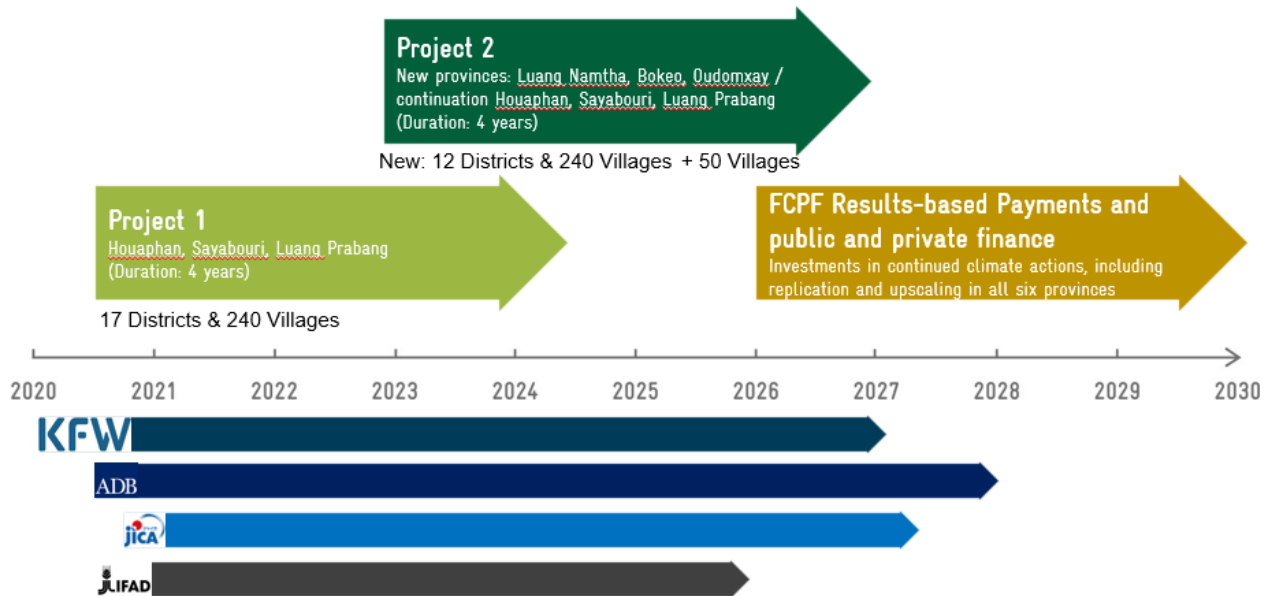 Project 2
New provinces: Luang Namtha, Bokeo, Oudomxay /
continuation Houaphan, Sayabouri, Luang Prabang
(Duration: 4 years)
New: 12 Districts & 240 Villages + 50 Villages
Project 1
Houaphan, Sayabouri, Luang Prabang
(Duration: 4 years)
17 Districts & 240 Villages
FCPF Results-based Payments and
public and private finance
Investments in continued climate actions, including
replication and upscaling in all six provinces
2020 2021 2022 2023 2024 2025 2026 2027 2028 2029 2030
KFW
ADB
jICA
JLIFAD